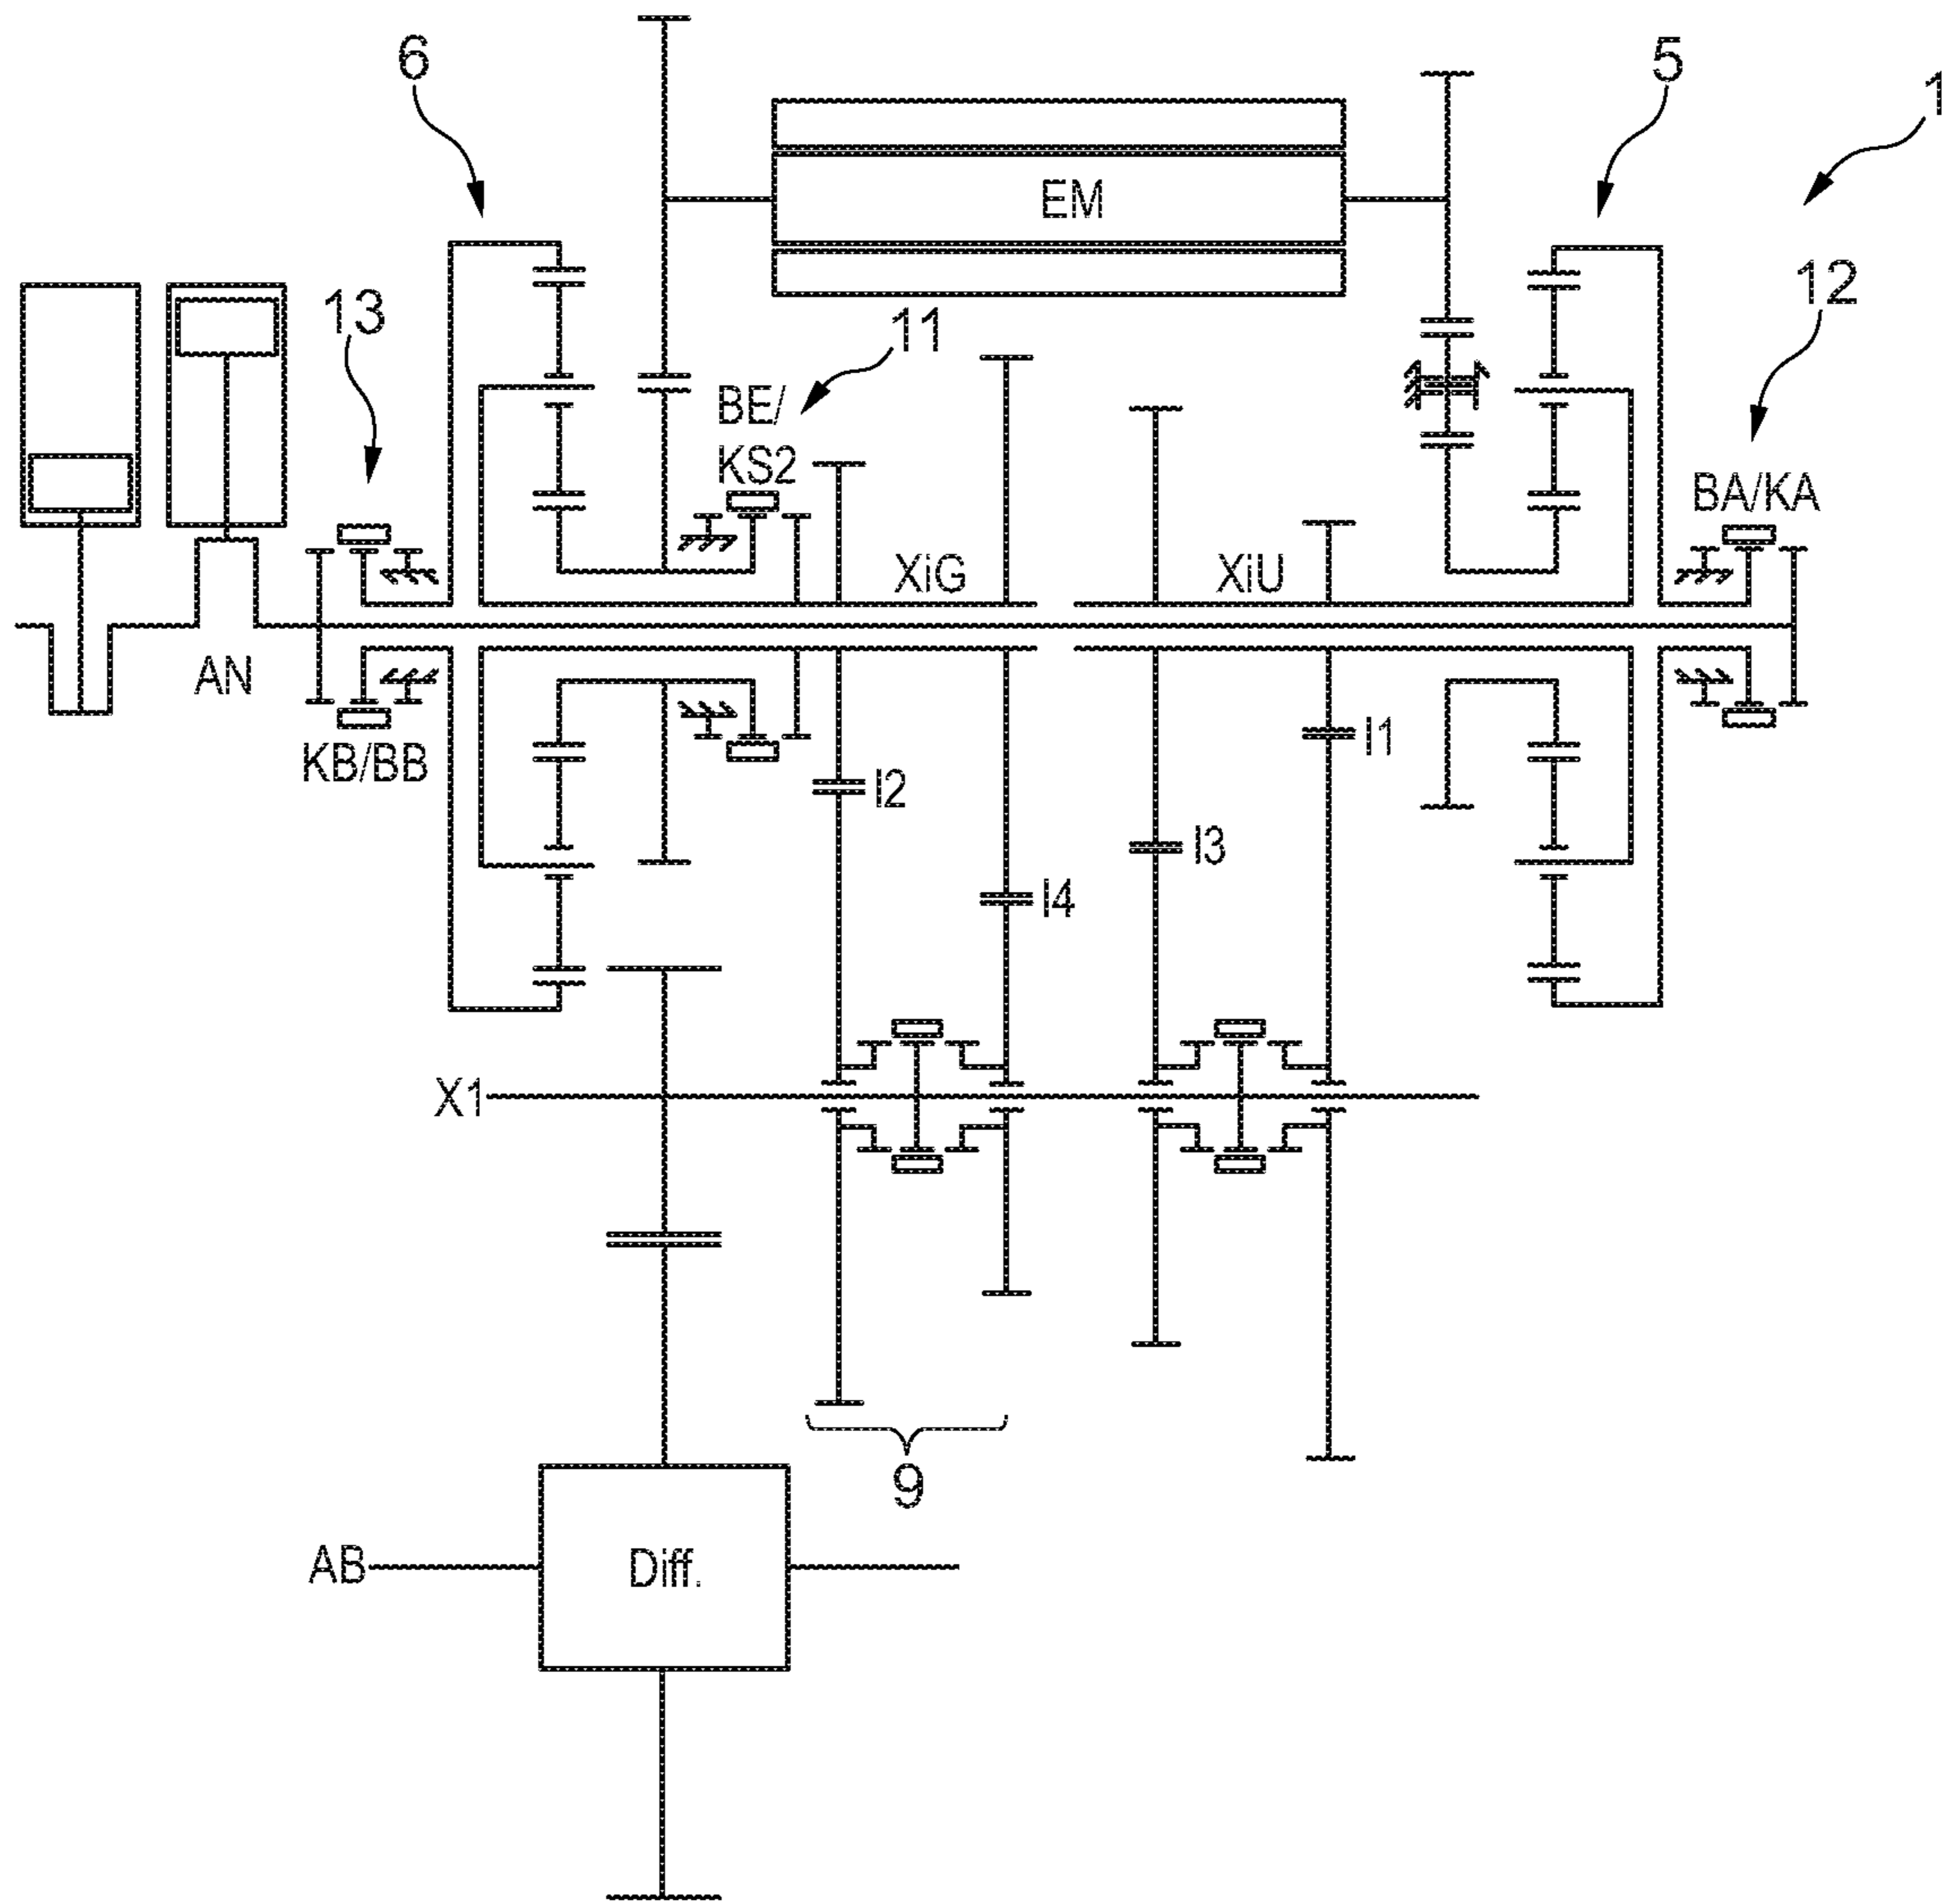 6
5
1
EM
12
13
11
BE/
KS2
BA/KA
XiG
XiU
AN
KB/BB
I1
I2
I3
I4
X1
9
AB
Diff.